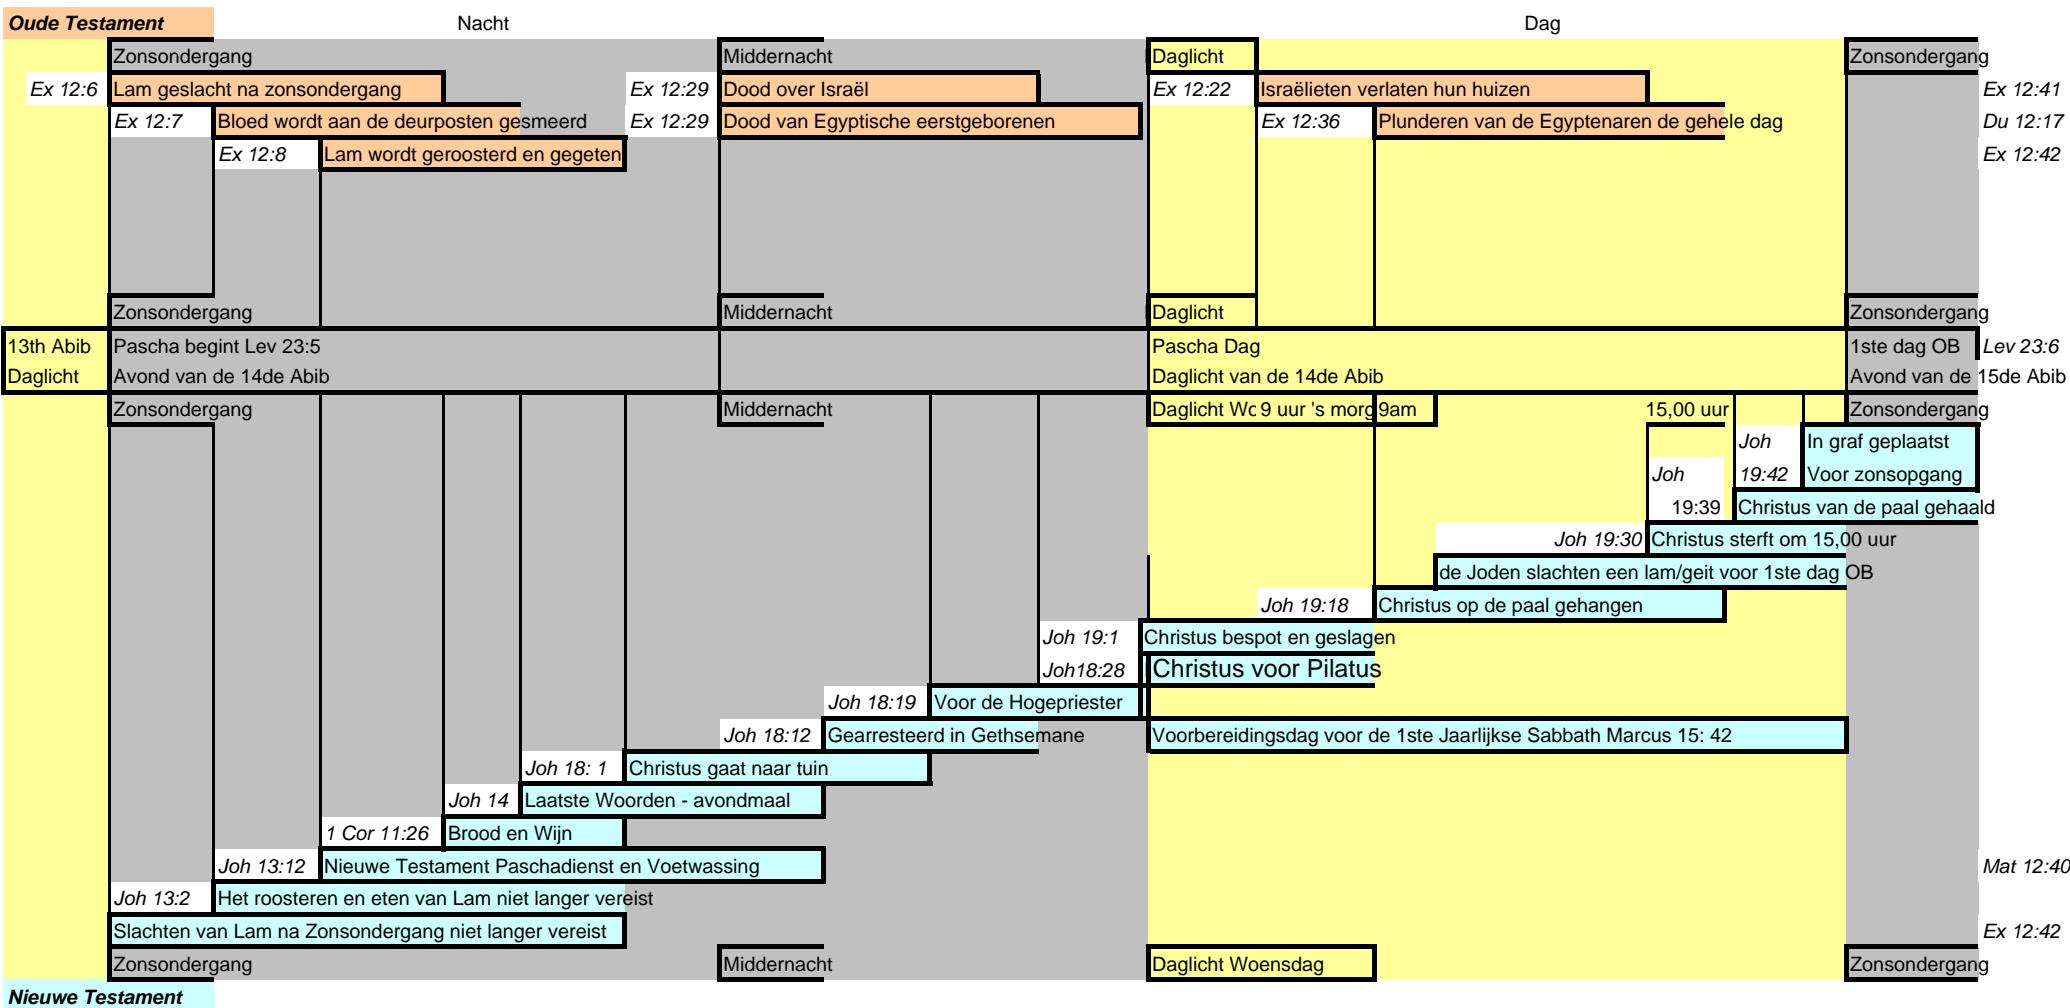 Oude Testament Nacht Dag
Zonsondergang Middernacht Daglicht Zonsondergang
Ex 12:6 Lam geslacht na zonsondergang Ex 12:29 Dood over Israël Ex 12:22 Israëlieten verlaten hun huizen Ex 12:41
Ex 12:7 Bloed wordt aan de deurposten gesmeerd Ex 12:29 Dood van Egyptische eerstgeborenen Ex 12:36 Plunderen van de Egyptenaren de gehele dag Du 12:17
Ex 12:8 Lam wordt geroosterd en gegeten Ex 12:42
Zonsondergang Middernacht Daglicht Zonsondergang
13th Abib Pascha begint Lev 23:5 Pascha Dag 1ste dag OB Lev 23:6
Daglicht Avond van de 14de Abib Daglicht van de 14de Abib Avond van de 15de Abib
Zonsondergang Middernacht Daglicht Wo 9 uur 's morg 9am 15,00 uur Zonsondergang
Joh In graf geplaatst
Joh 19:42 Voor zonsopgang
19:39 Christus van de paal gehaald
Joh 19:30 Christus sterft om 15,00 uur
de Joden slachten een lam/geit voor 1ste dag OB
Joh 19:18 Christus op de paal gehangen
Joh 19:1 Christus bespot en geslagen
Joh18:28 Christus voor Pilatus
Joh 18:19 Voor de Hogepriester
Joh 18:12 Gearresteerd in Gethsemane Voorbereidingsdag voor de 1ste Jaarlijkse Sabbath Marcus 15: 42
Joh 18: 1 Christus gaat naar tuin
Joh 14 Laatste Woorden - avondmaal
1 Cor 11:26 Brood en Wijn
Joh 13:12 Nieuwe Testament Paschadienst en Voetwassing Mat 12:40
Joh 13:2 Het roosteren en eten van Lam niet langer vereist
Slachten van Lam na Zonsondergang niet langer vereist Ex 12:42
Zonsondergang Middernacht Daglicht Woensdag Zonsondergang
Nieuwe Testament